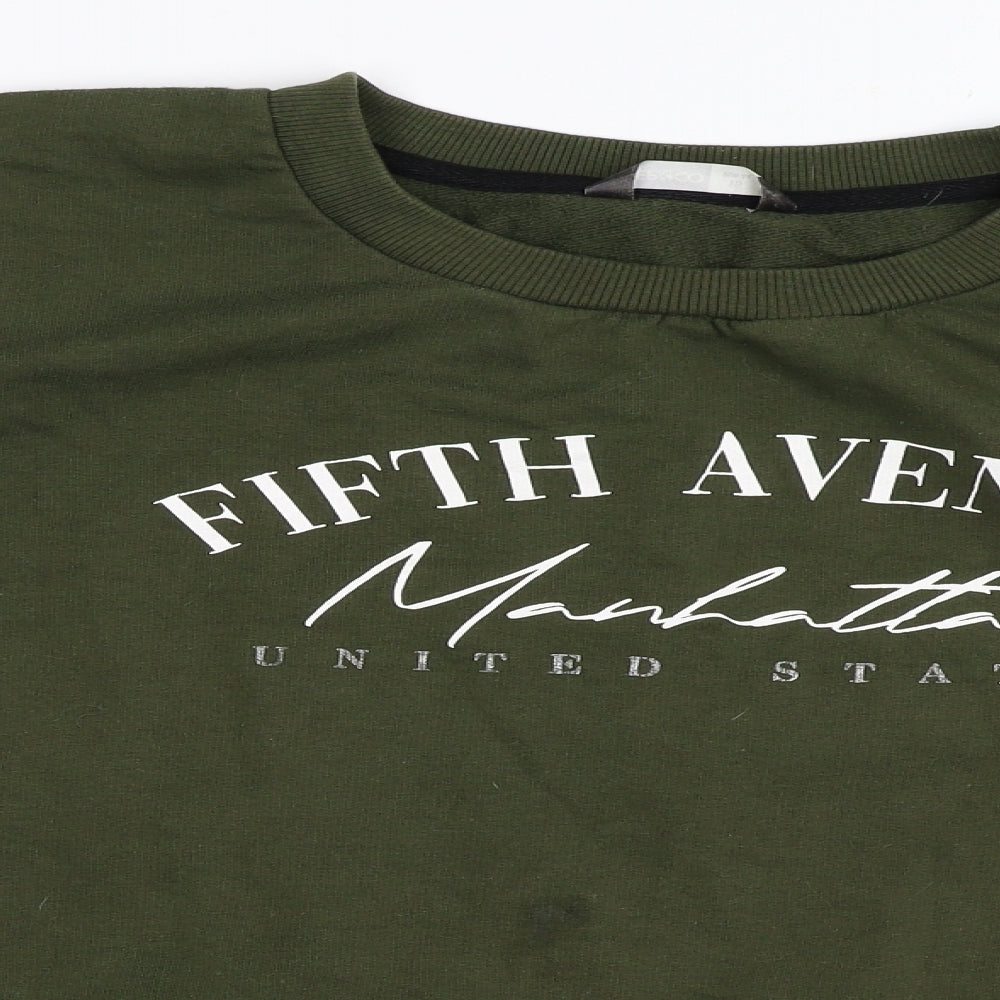 FIFTH AVEN
Manhatta
UNITED STAT